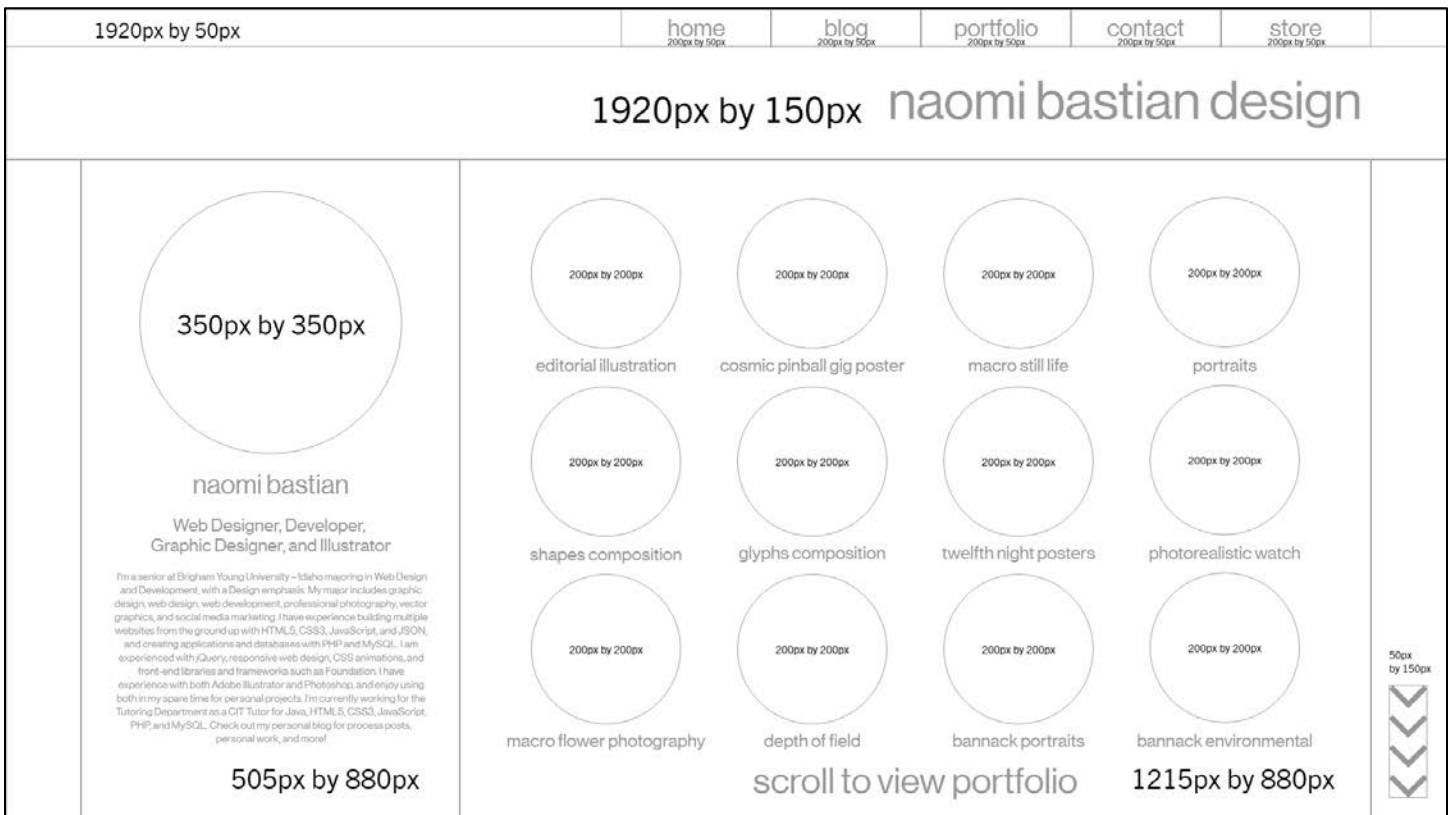 1920px by 50px
home
200px by 50px
blog
200px by 50px
portfolio
200px by 50px
contact
200px by 50px
store
200px by 50px
1920px by 150px naomi bastian design
350px by 350px
naomi bastian
Web Designer, Developer,
Graphic Designer, and Illustrator
I'm a senior at Brigham Young University – Idaho majoring in Web Design
and Development, with a Design emphasis. My major includes graphic
design, web design, web development, professional photography, vector
graphics, and social media marketing. I have experience building multiple
websites from the ground up with HTML5, CSS3, JavaScript, and JSON,
and creating applications and databases with PHP and MySQL. I am
experienced with jQuery, responsive web design, CSS animations, and
front-end libraries and frameworks such as Foundation. I have
experience with both Adobe Illustrator and Photoshop, and enjoy using
both in my spare time for personal projects. I'm currently working for the
Tutoring Department as a CIT Tutor for Java, HTML5, CSS3, JavaScript,
PHP, and MySQL. Check out my personal blog for process posts,
personal work, and more!
505px by 880px
200px by 200px 200px by 200px 200px by 200px 200px by 200px
editorial illustration cosmic pinball gig poster macro still life portraits
200px by 200px 200px by 200px 200px by 200px 200px by 200px
shapes composition glyphs composition twelfth night posters photorealistic watch
200px by 200px 200px by 200px 200px by 200px 200px by 200px
macro flower photography depth of field bannack portraits bannack environmental
scroll to view portfolio 1215px by 880px
50px
by 150px